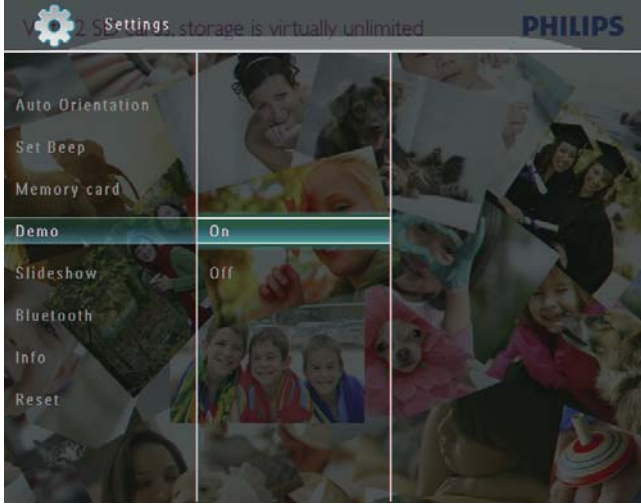 Settings
storage is virtually unlimited
PHILIPS
Auto Orientation
Set Beep
Memory card
Demo
On
Slideshow
Off
Bluetooth
Info
Reset